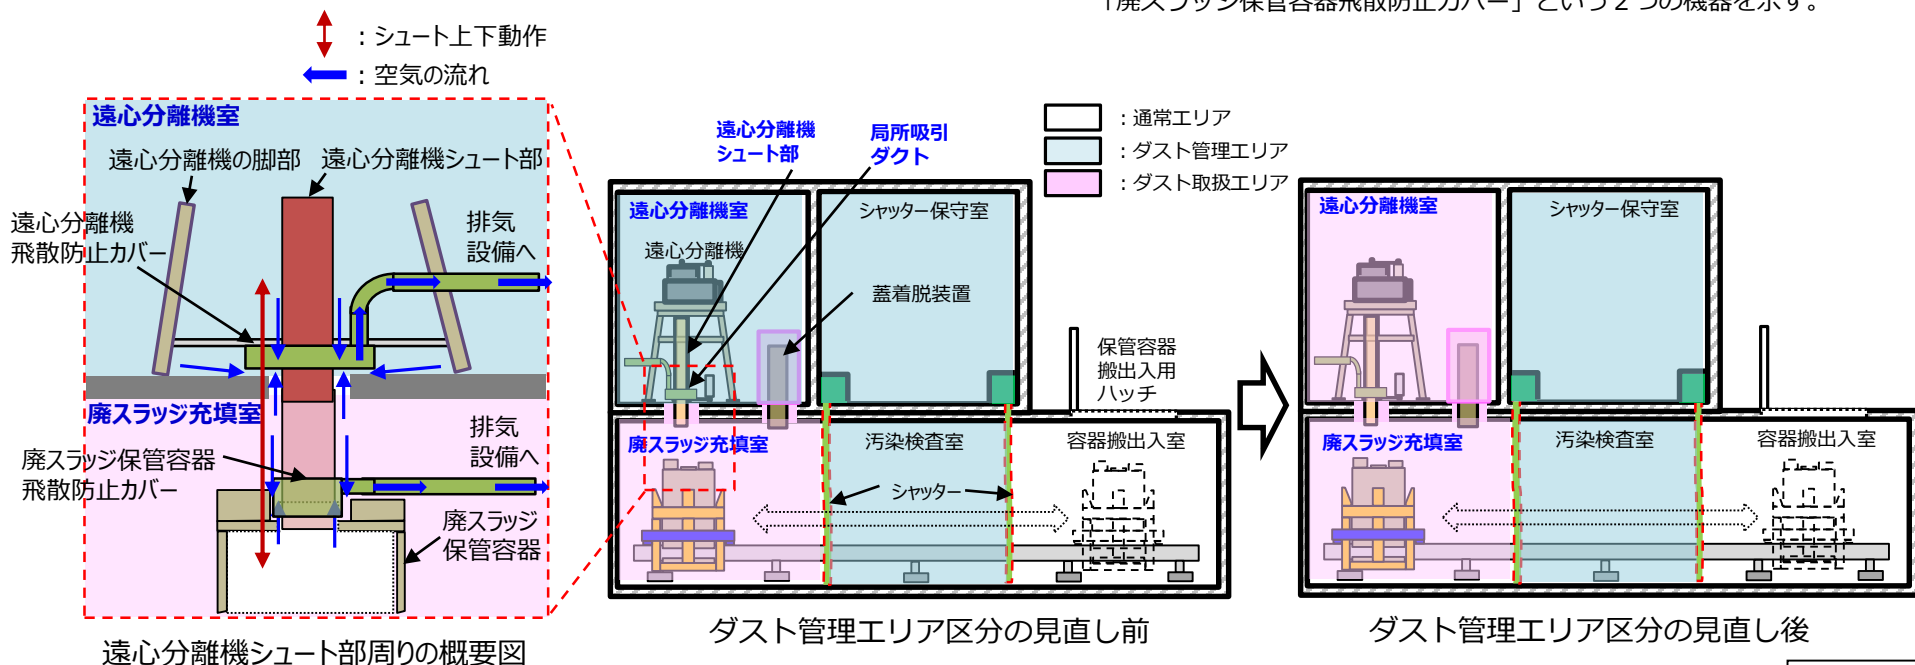 「廃スラッジ保管容器飛散防止カバー」という２つの機器を示す。
：シュート上下動作
：空気の流れ
遠心分離機室
遠心分離機の脚部
遠心分離機シュート部
遠心分離機
飛散防止カバー
排気
設備へ
廃スラッジ充填室
廃スラッジ保管容器
飛散防止カバー
排気
設備へ
廃スラッジ
保管容器
遠心分離機シュート部周りの概要図
遠心分離機
シュート部
局所吸引
ダクト
：通常エリア
：ダスト管理エリア
：ダスト取扱エリア
遠心分離機室
シャッター保守室
遠心分離機
蓋着脱装置
保管容器
搬出入用
ハッチ
廃スラッジ充填室
汚染検査室
容器搬出入室
シャッター
ダスト管理エリア区分の見直し前
遠心分離機室
シャッター保守室
廃スラッジ充填室
汚染検査室
容器搬出入室
ダスト管理エリア区分の見直し後